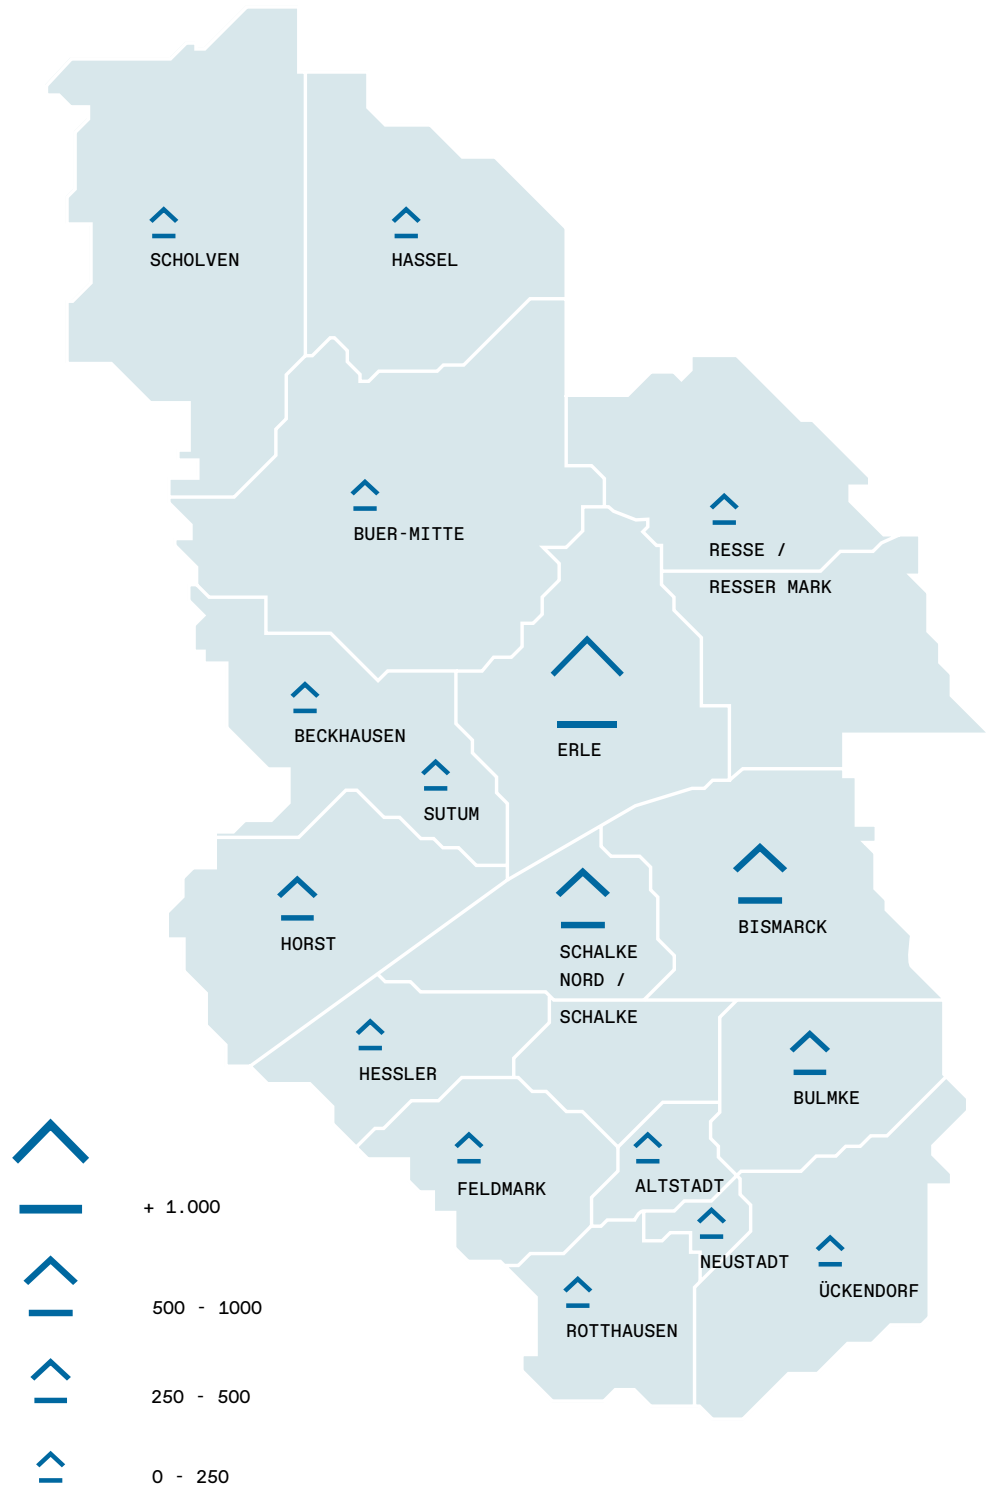 SCHOLVEN
HASSEL
BUER-MITTE
RESSE /
RESSER MARK
BECKHAUSEN
ERLE
SUTUM
HORST
BISMARCK
SCHALKE
NORD /
SCHALKE
HESSLER
BULMKE
FELDMARK
ALTSTADT
NEUSTADT
ÜCKENDORF
ROTTHAUSEN
+ 1.000
500 - 1000
250 - 500
0 - 250